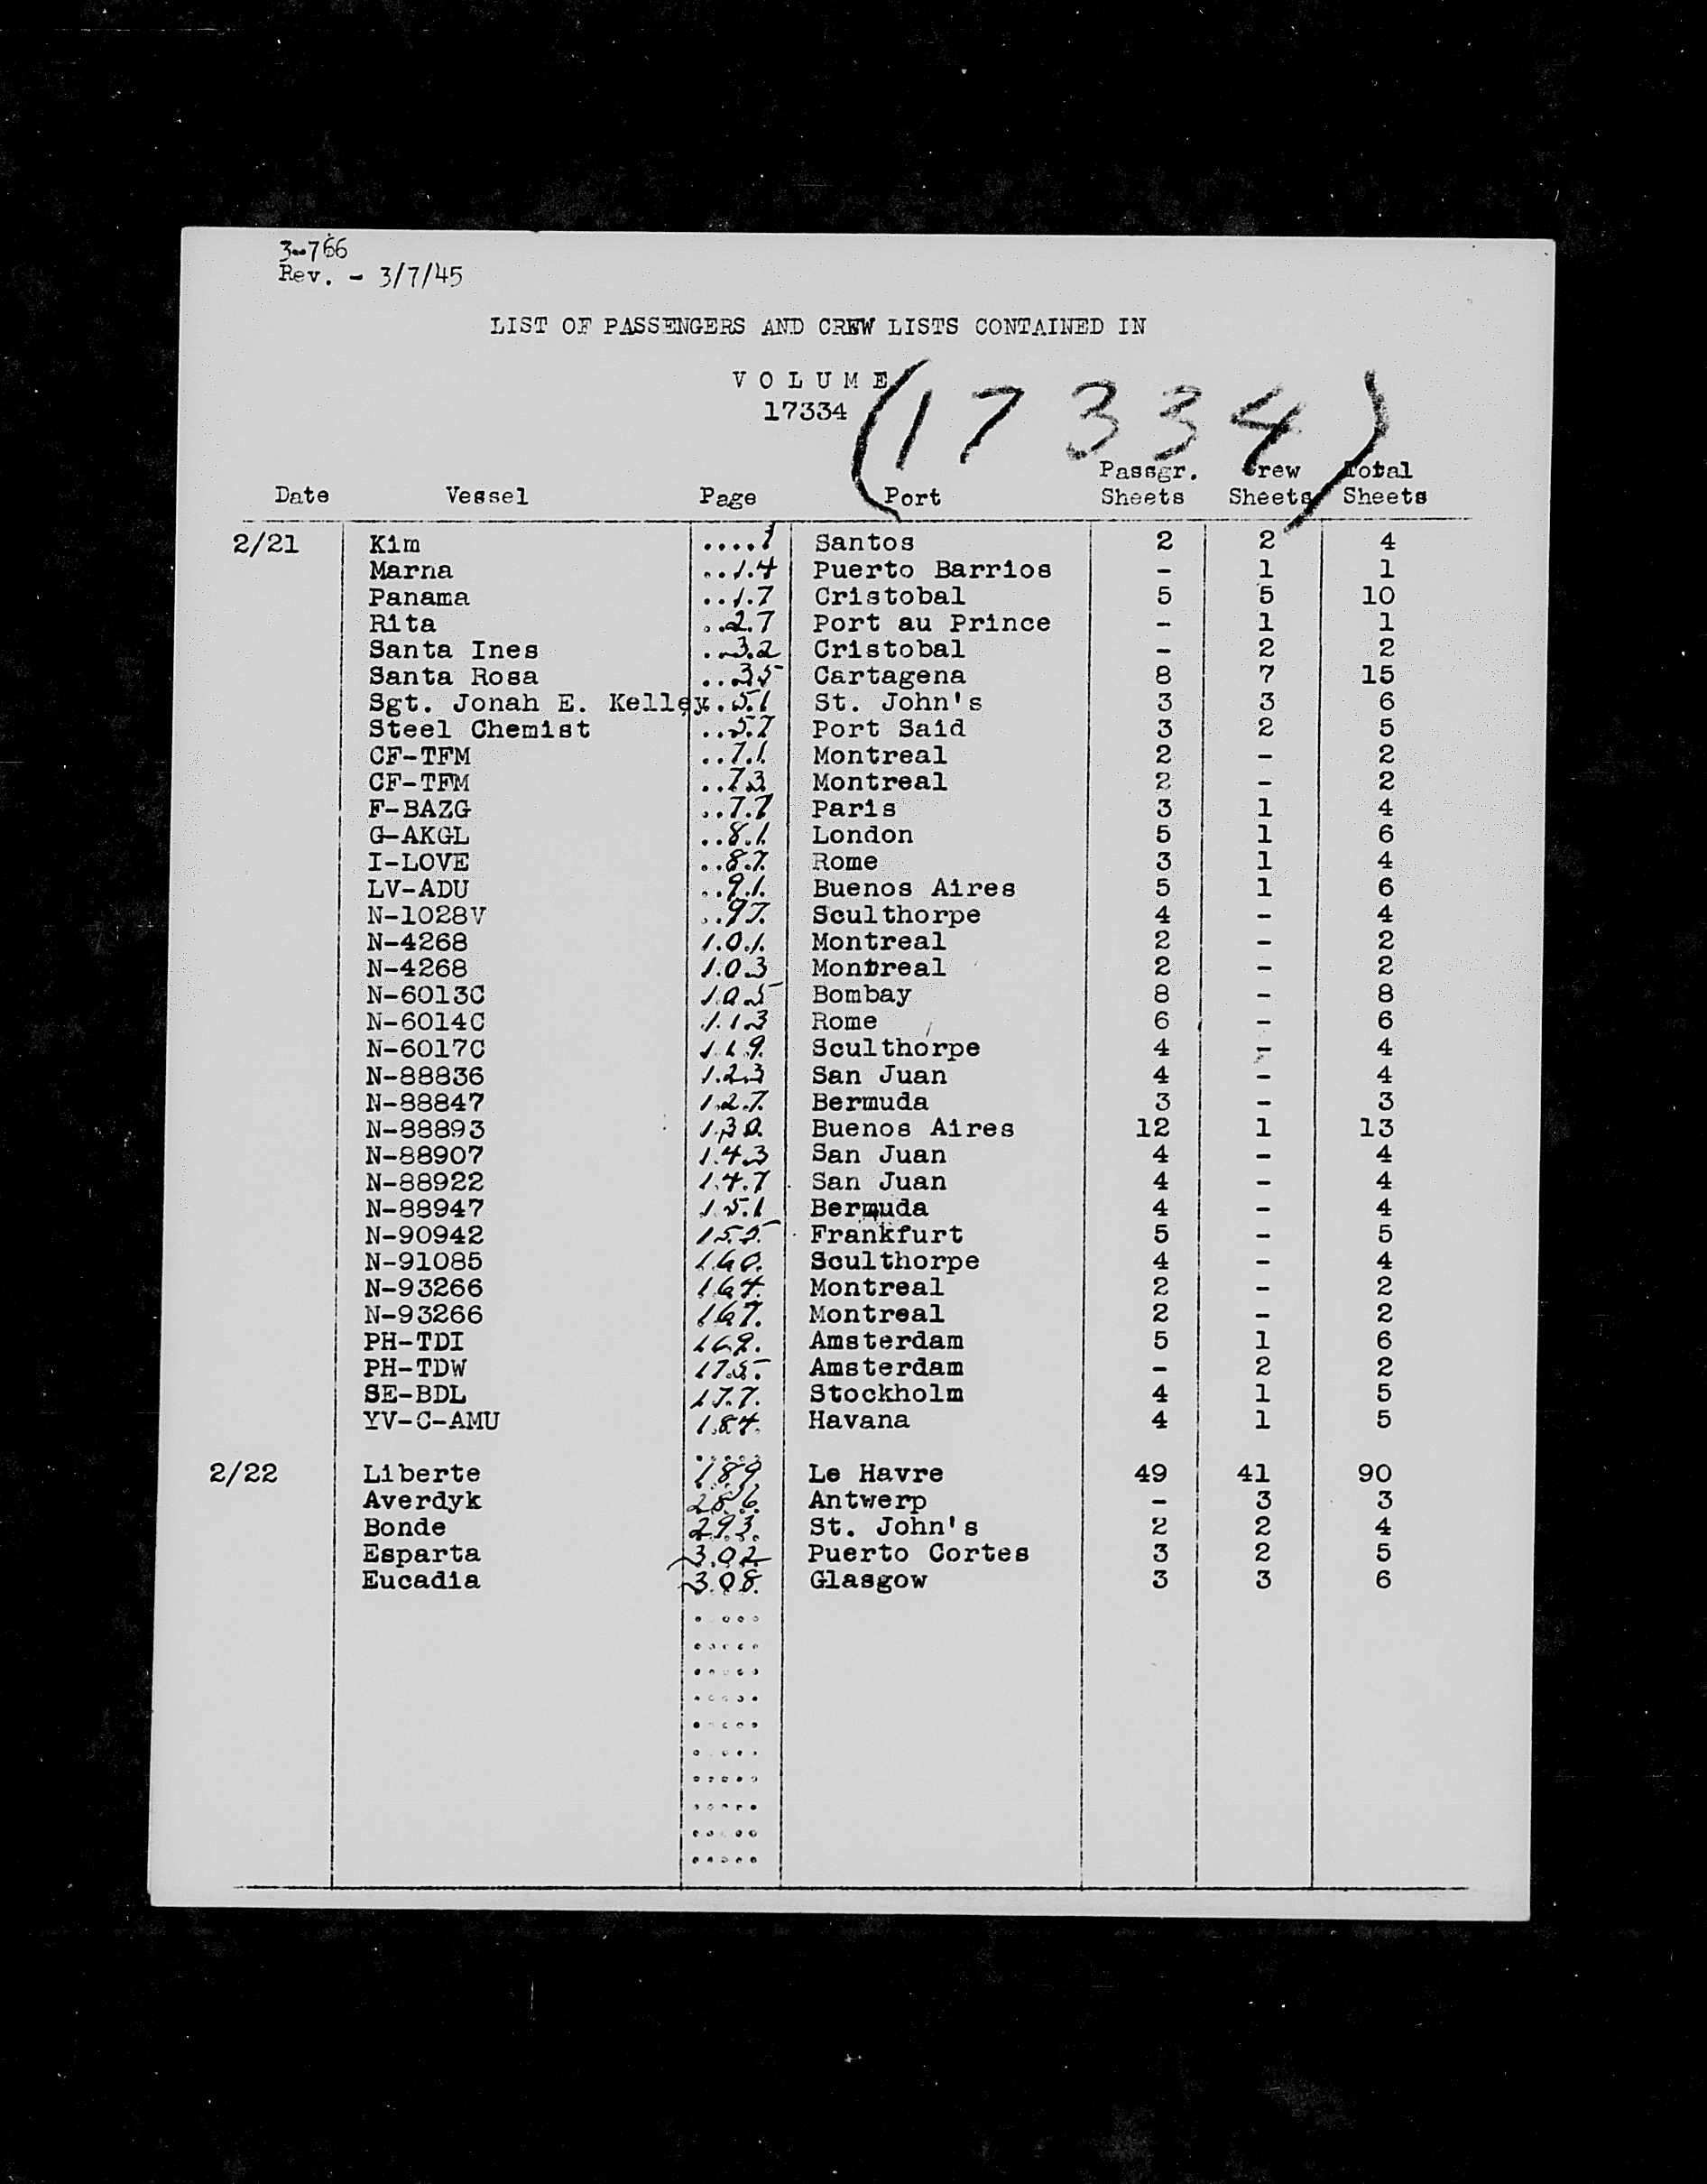 3-766
Rev. - 3/7/45
LIST OF PASSENGERS AND CREW LISTS CONTAINED IN
VOLUME
17334 (17334)
Date Vessel Page Port Passgr. Sheets Crew Sheets Total Sheets
2/21 Kim 1 Santos 2 2 4
Marna 14 Puerto Barrios - 1 1
Panama 17 Cristobal 5 5 10
Rita 27 Port au Prince - 1 1
Santa Ines 32 Cristobal - 2 2
Santa Rosa 35 Cartagena 8 7 15
Sgt. Jonah E. Kelley 51 St. John's 3 3 6
Steel Chemist 57 Port Said 3 2 5
CF-TFM 71 Montreal 2 - 2
CF-TFM 73 Montreal 2 - 2
F-BAZG 77 Paris 3 1 4
G-AKGL 81 London 5 1 6
I-LOVE 87 Rome 3 1 4
LV-ADU 91 Buenos Aires 5 1 6
N-1028V 97 Sculthorpe 4 - 4
N-4268 101 Montreal 2 - 2
N-4268 103 Montreal 2 - 2
N-6013C 105 Bombay 8 - 8
N-6014C 113 Rome 6 - 6
N-6017C 119 Sculthorpe 4 - 4
N-88836 123 San Juan 4 - 4
N-88847 127 Bermuda 3 - 3
N-88893 130 Buenos Aires 12 1 13
N-88907 143 San Juan 4 - 4
N-88922 147 San Juan 4 - 4
N-88947 151 Bermuda 4 - 4
N-90942 155 Frankfurt 5 - 5
N-91085 160 Sculthorpe 4 - 4
N-93266 164 Montreal 2 - 2
N-93266 167 Montreal 2 - 2
PH-TDI 169 Amsterdam 5 1 6
PH-TDW 175 Amsterdam - 2 2
SE-BDL 177 Stockholm 4 1 5
YV-C-AMU 184 Havana 4 1 5
2/22 Liberte 189 Le Havre 49 41 90
Averdyk 286 Antwerp - 3 3
Bonde 293 St. John's 2 2 4
Esparta 302 Puerto Cortes 3 2 5
Eucadia 308 Glasgow 3 3 6